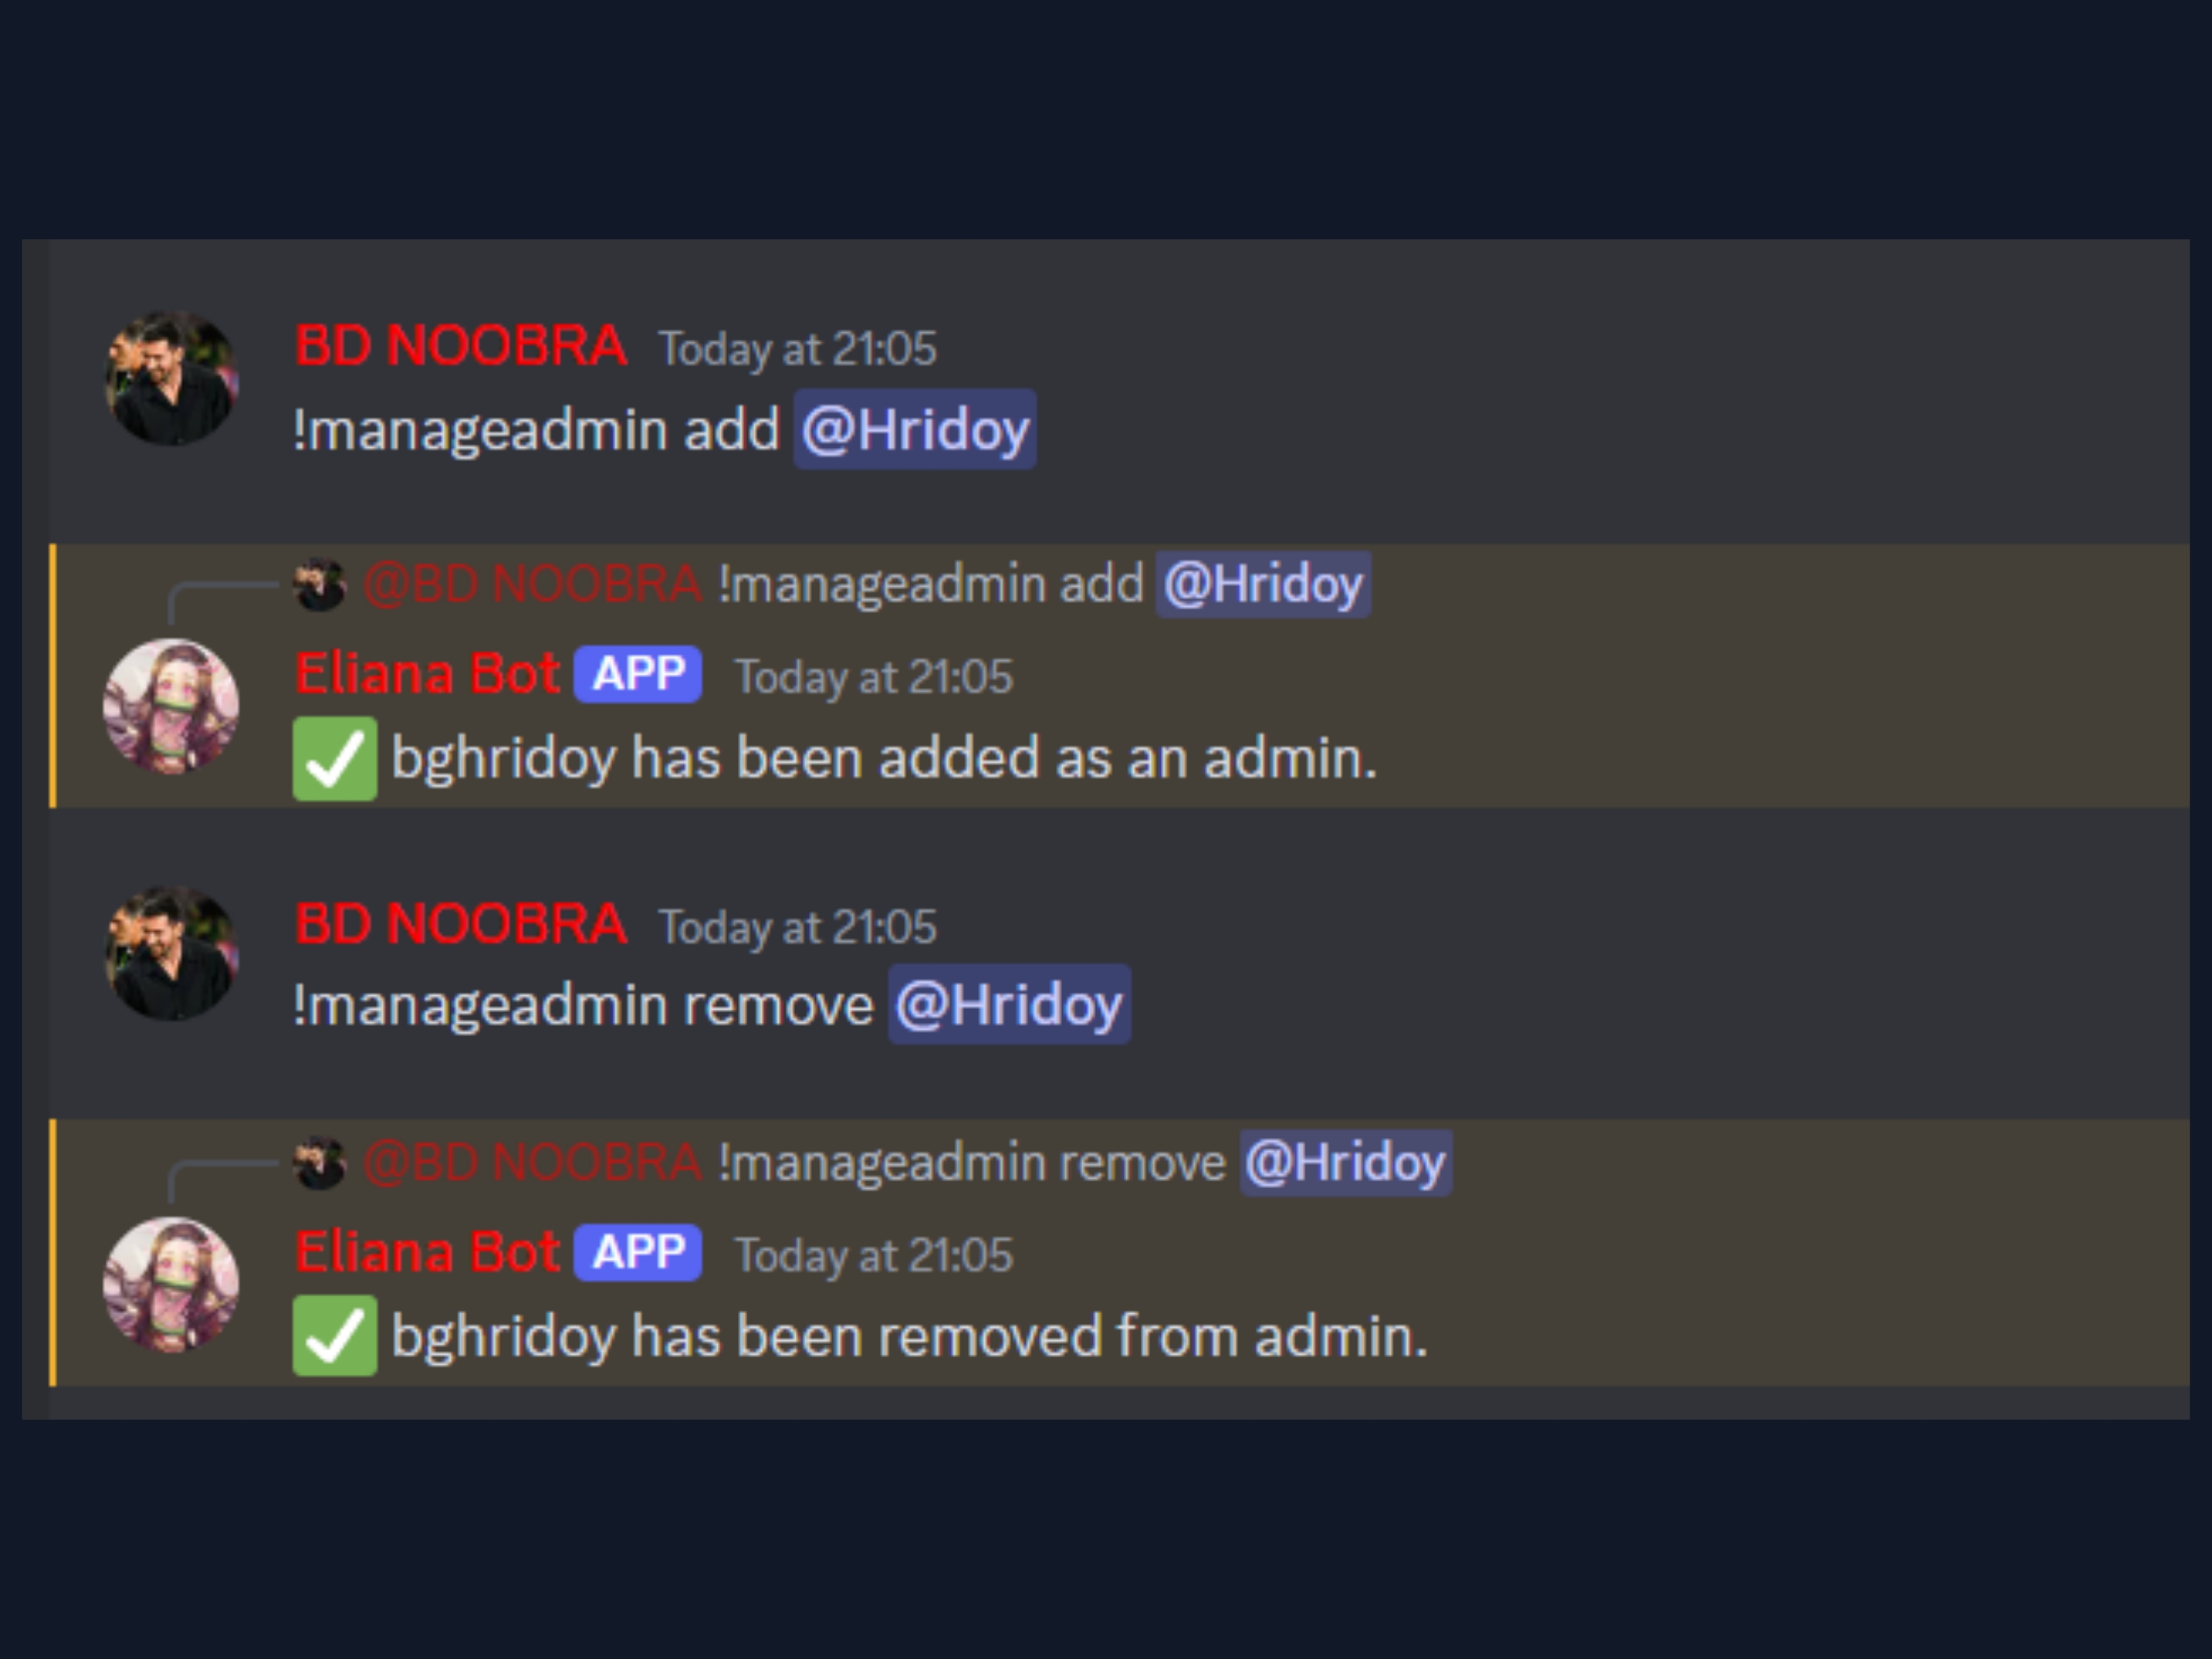 BD NOOBRA Today at 21:05
!manageadmin add @Hridoy
@BD NOOBRA !manageadmin add @Hridoy
Eliana Bot APP Today at 21:05
✅ bghridoy has been added as an admin.
BD NOOBRA Today at 21:05
!manageadmin remove @Hridoy
@BD NOOBRA !manageadmin remove @Hridoy
Eliana Bot APP Today at 21:05
✅ bghridoy has been removed from admin.